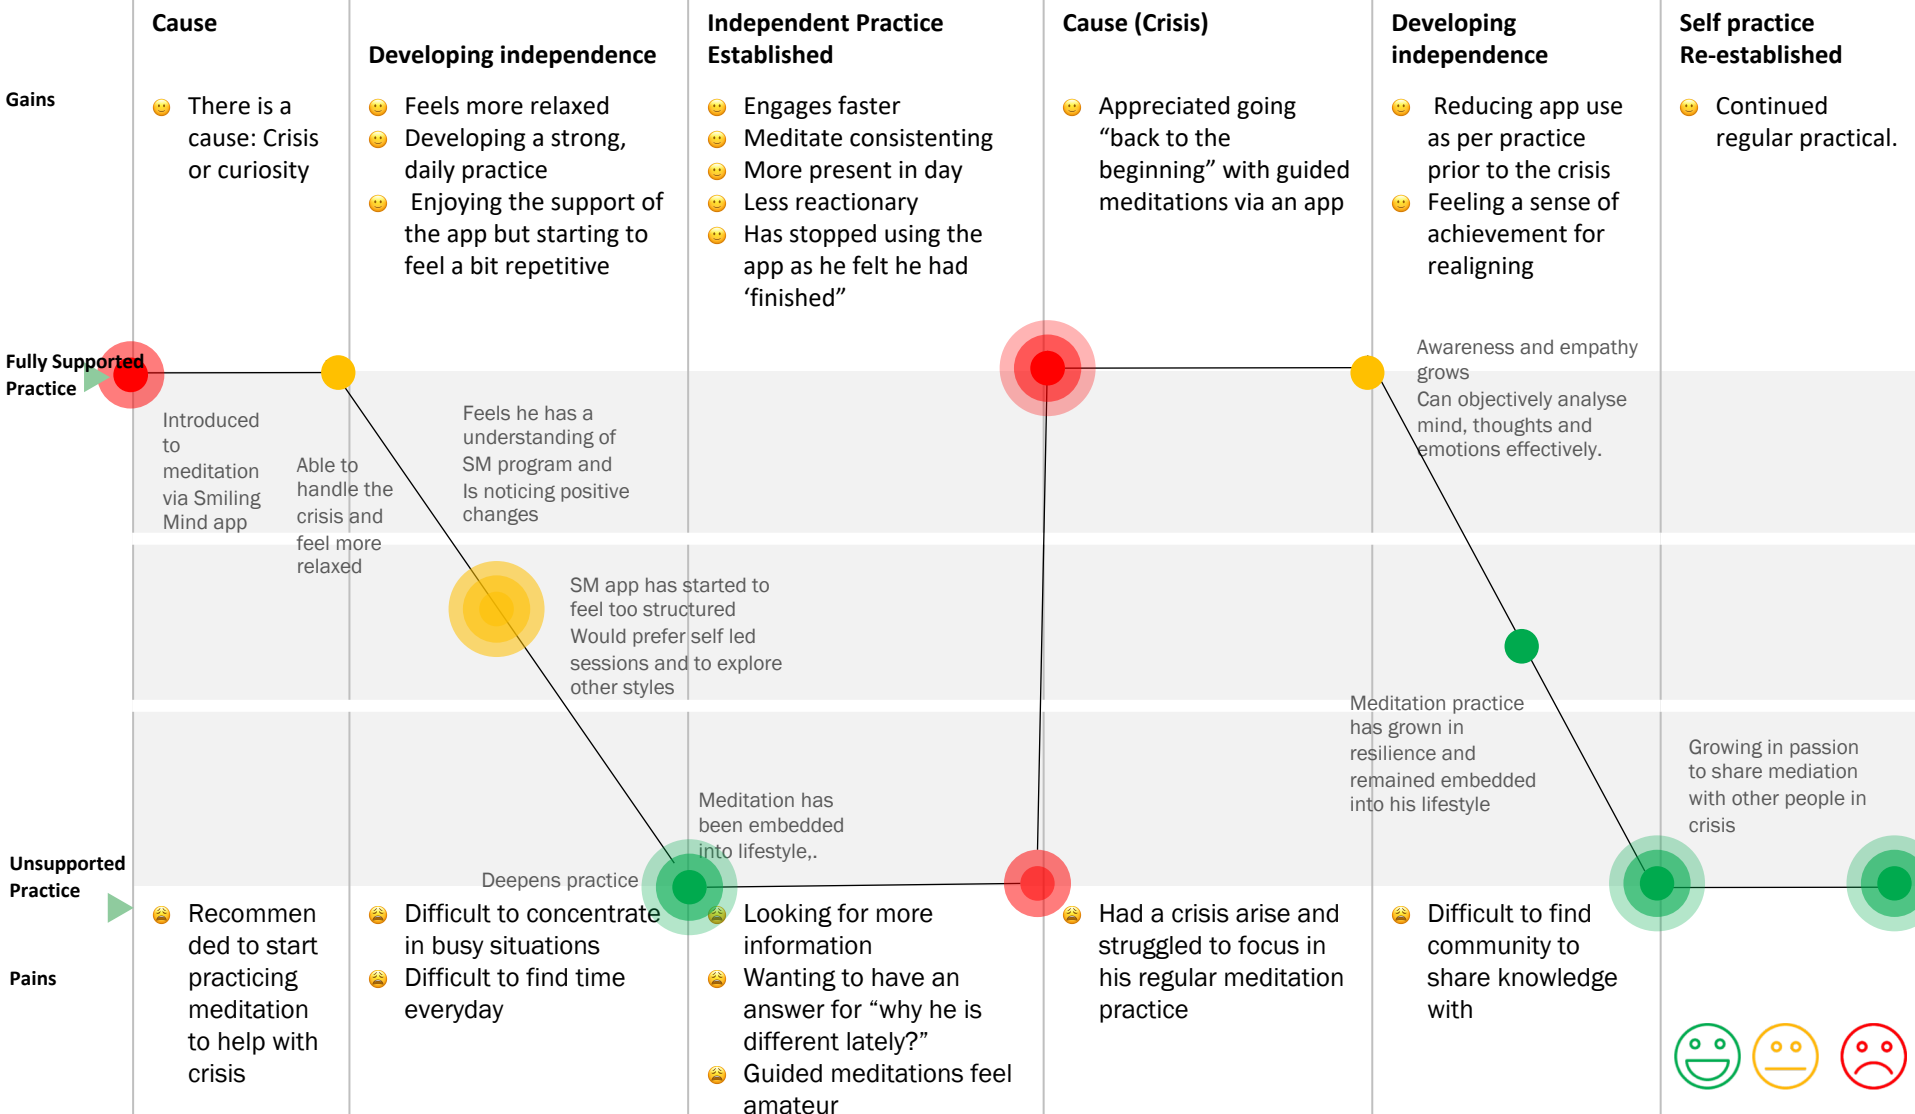 Cause
Developing independence
Independent Practice
Established
Cause (Crisis)
Developing
independence
Self practice
Re-established
Gains
There is a
cause: Crisis
or curiosity
Feels more relaxed
Developing a strong,
daily practice
Enjoying the support of
the app but starting to
feel a bit repetitive
Engages faster
Meditate consistenting
More present in day
Less reactionary
Has stopped using the
app as he felt he had
‘finished”
Appreciated going
“back to the
beginning” with guided
meditations via an app
Reducing app use
as per practice
prior to the crisis
Feeling a sense of
achievement for
realigning
Continued
regular practical.
Fully Supported
Practice
Introduced
to
meditation
via Smiling
Mind app
Able to
handle the
crisis and
feel more
relaxed
Feels he has a
understanding of
SM program and
Is noticing positive
changes
SM app has started to
feel too structured
Would prefer self led
sessions and to explore
other styles
Deepens practice
Meditation has
been embedded
into lifestyle,.
Awareness and empathy
grows
Can objectively analyse
mind, thoughts and
emotions effectively.
Meditation practice
has grown in
resilience and
remained embedded
into his lifestyle
Growing in passion
to share mediation
with other people in
crisis
Unsupported
Practice
Pains
Recommen
ded to start
practicing
meditation
to help with
crisis
Difficult to concentrate
in busy situations
Difficult to find time
everyday
Looking for more
information
Wanting to have an
answer for “why he is
different lately?”
Guided meditations feel
amateur
Had a crisis arise and
struggled to focus in
his regular meditation
practice
Difficult to find
community to
share knowledge
with